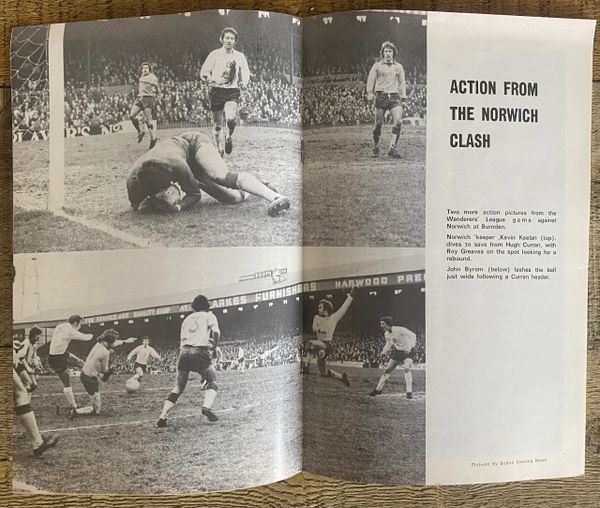 ACTION FROM
THE NORWICH
CLASH
Two more action pictures from the
Wanderers' League game against
Norwich at Burnden.
Norwich 'keeper ,Kevin Keelan (top),
dives to save from Hugh Curran, with
Roy Greaves on the spot looking for a
rebound.
John Byrom (below) lashes the ball
just wide following a Curran header.
HARWOOD
FURNISHERS
Pictures by Bolton Evening News